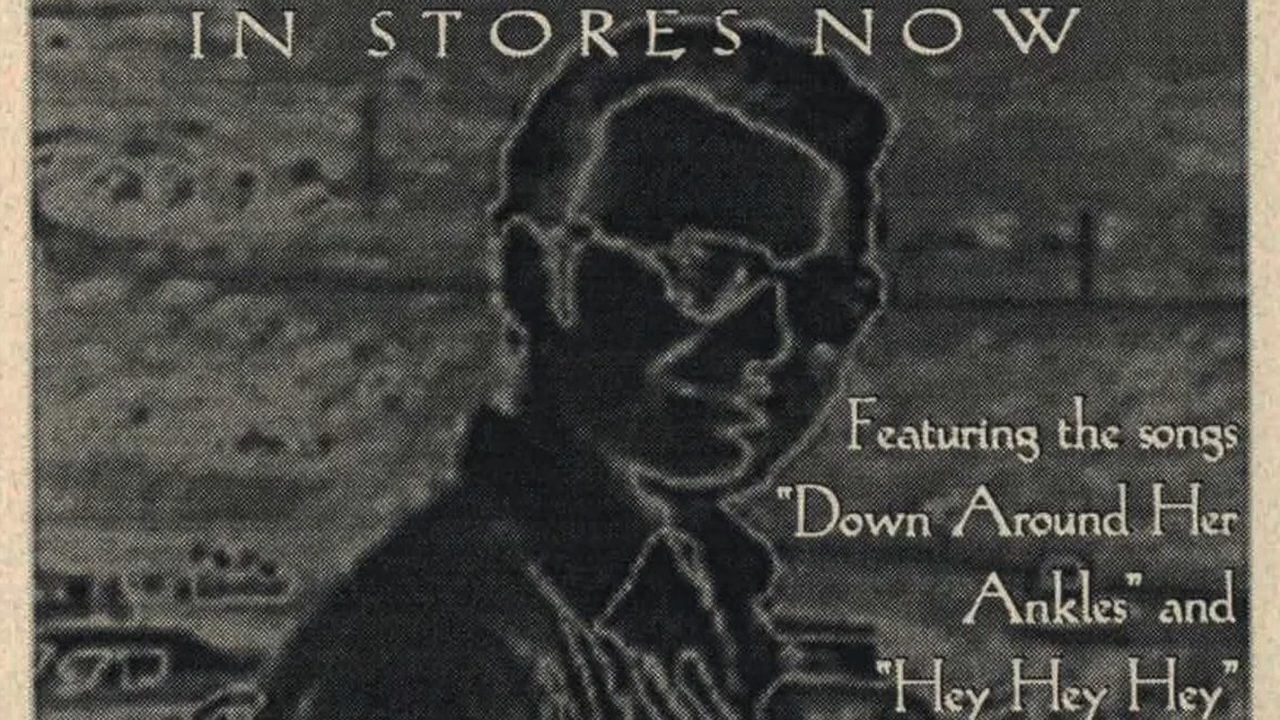 IN STORES NOW
Featuring the songs
"Down Around Her
Ankles" and
"Hey Hey Hey"